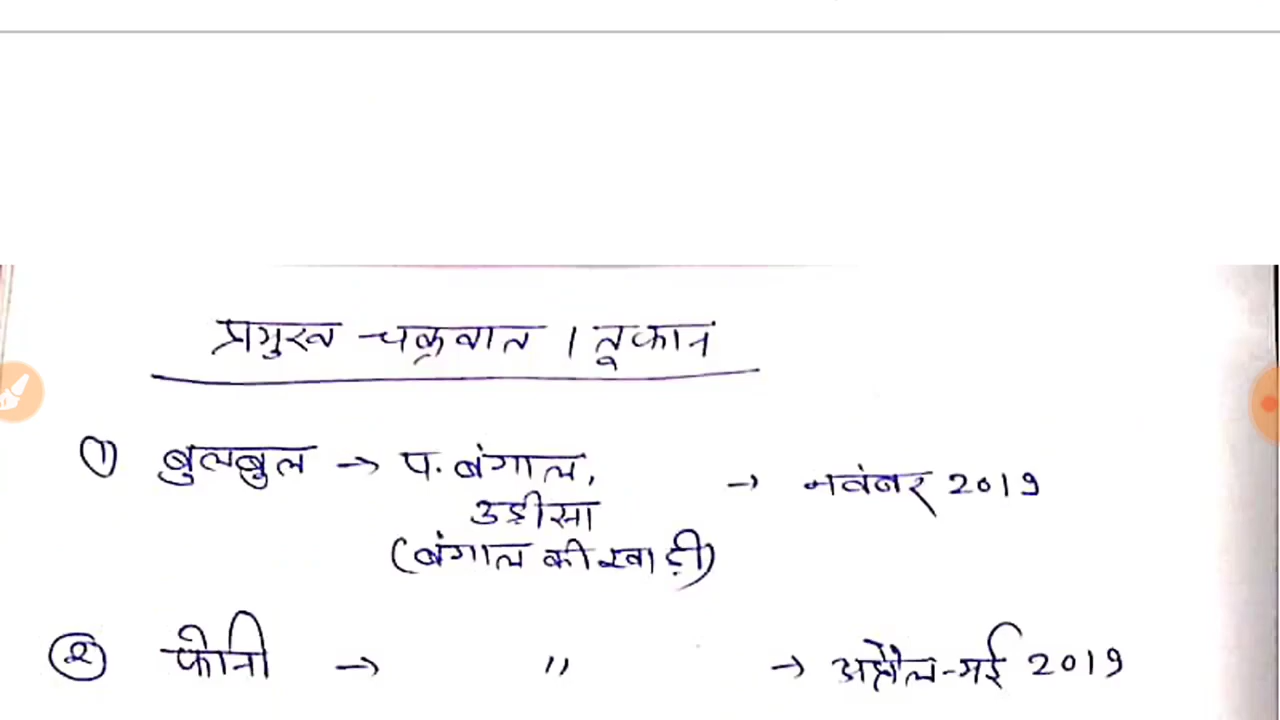 प्रमुख चक्रवात । तूफान
① बुलबुल → प. बंगाल, → नवंबर 2019
उड़ीसा
(बंगाल की खाड़ी)
② फोनी → " → अप्रैल-मई 2019